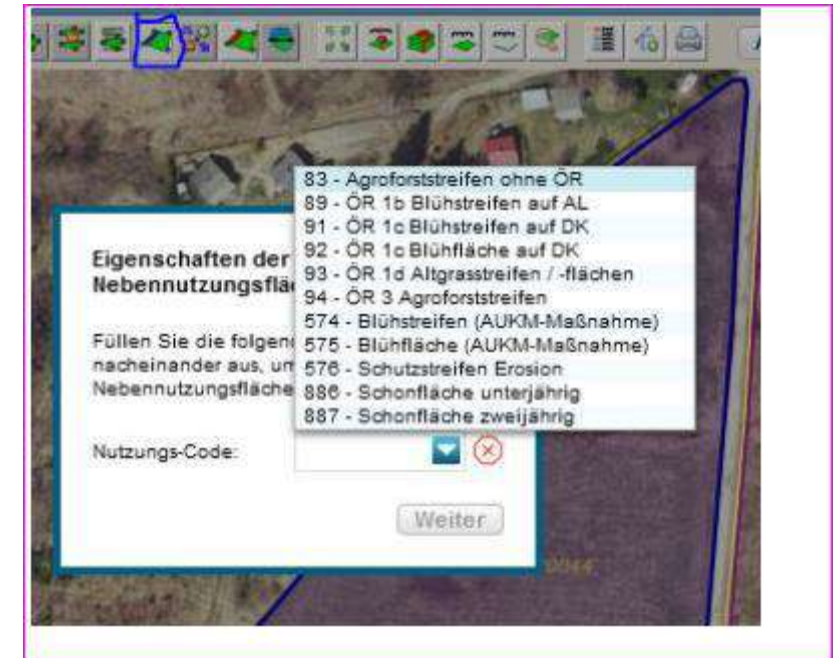 83 - Agroforststreifen ohne ÖR
89 - ÖR 1b Blühstreifen auf AL
91 - ÖR 1c Blühstreifen auf DK
92 - ÖR 1c Blühfläche auf DK
93 - ÖR 1d Altgrasstreifen / -flächen
94 - ÖR 3 Agroforststreifen
574 - Blühstreifen (AUKM-Maßnahme)
575 - Blühfläche (AUKM-Maßnahme)
576 - Schutzstreifen Erosion
886 - Schonfläche unterjährig
887 - Schonfläche zweijährig
Eigenschaften der
Nebennutzungsflä
Füllen Sie die folgen
nacheinander aus, um
Nebennutzungsfläche
Nutzungs-Code:
Weiter
0044